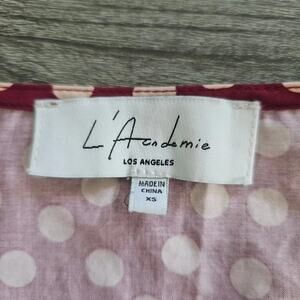 L'Academie
LOS ANGELES
MADE IN
CHINA
XS